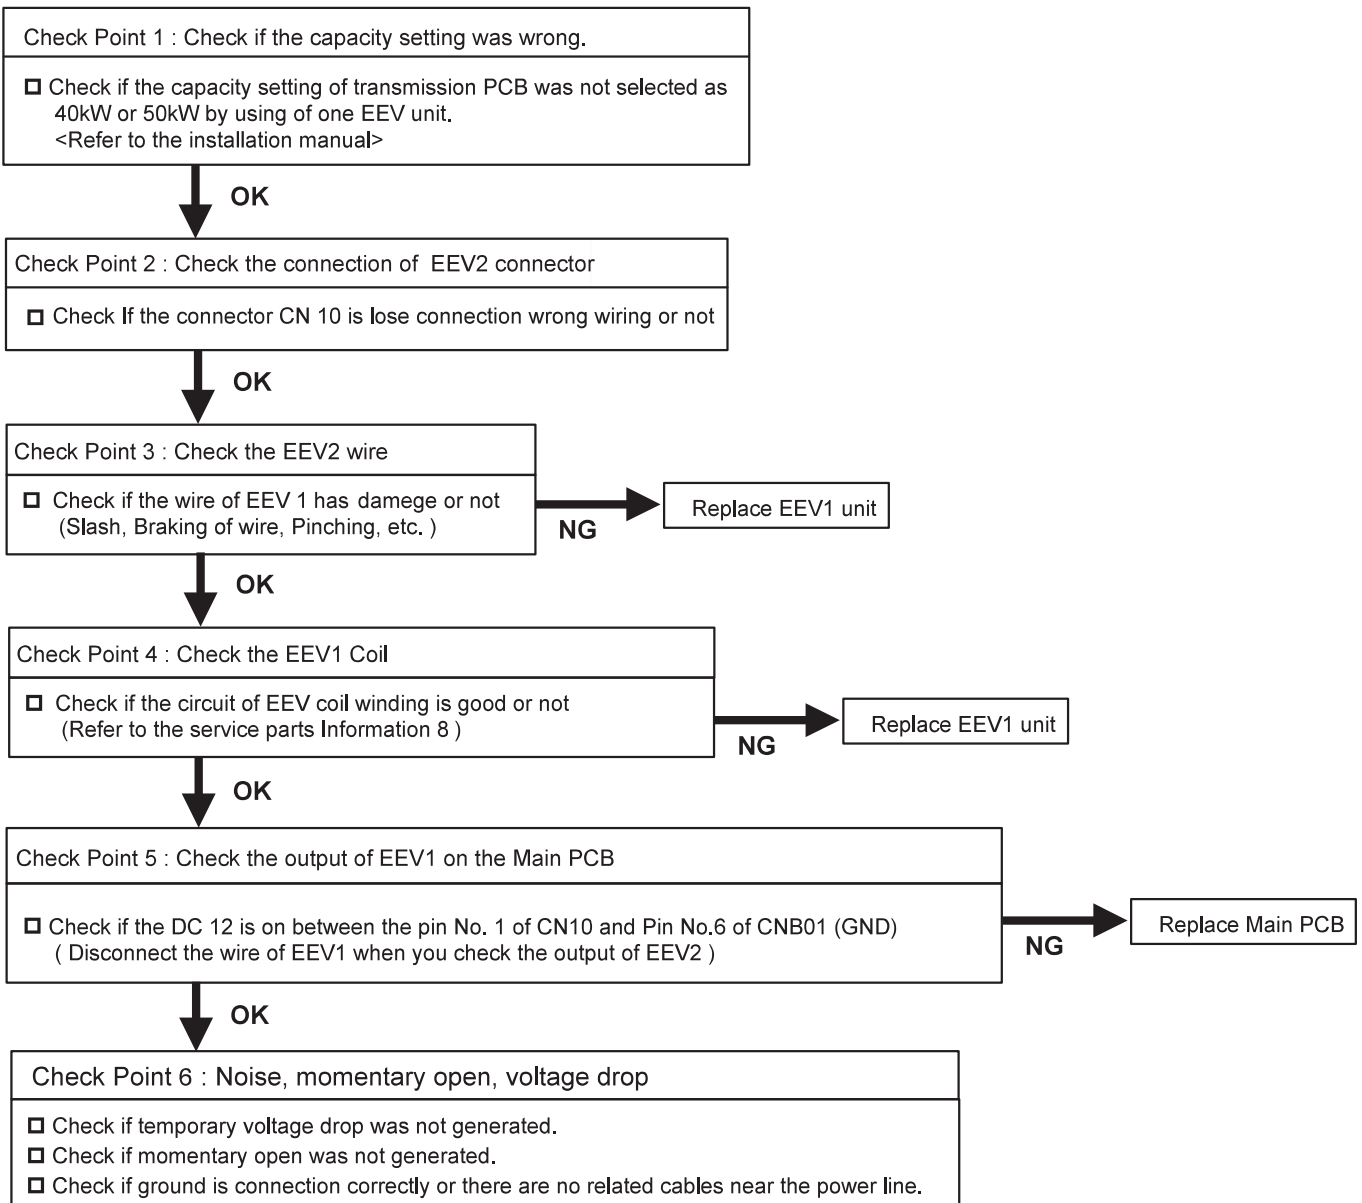 Check Point 1 : Check if the capacity setting was wrong.
Check if the capacity setting of transmission PCB was not selected as
40kW or 50kW by using of one EEV unit.
<Refer to the installation manual>
OK
Check Point 2 : Check the connection of EEV2 connector
Check If the connector CN 10 is lose connection wrong wiring or not
OK
Check Point 3 : Check the EEV2 wire
Check if the wire of EEV 1 has damege or not
(Slash, Braking of wire, Pinching, etc. )
NG
Replace EEV1 unit
OK
Check Point 4 : Check the EEV1 Coil
Check if the circuit of EEV coil winding is good or not
(Refer to the service parts Information 8 )
NG
Replace EEV1 unit
OK
Check Point 5 : Check the output of EEV1 on the Main PCB
Check if the DC 12 is on between the pin No. 1 of CN10 and Pin No.6 of CNB01 (GND)
( Disconnect the wire of EEV1 when you check the output of EEV2 )
NG
Replace Main PCB
OK
Check Point 6 : Noise, momentary open, voltage drop
Check if temporary voltage drop was not generated.
Check if momentary open was not generated.
Check if ground is connection correctly or there are no related cables near the power line.